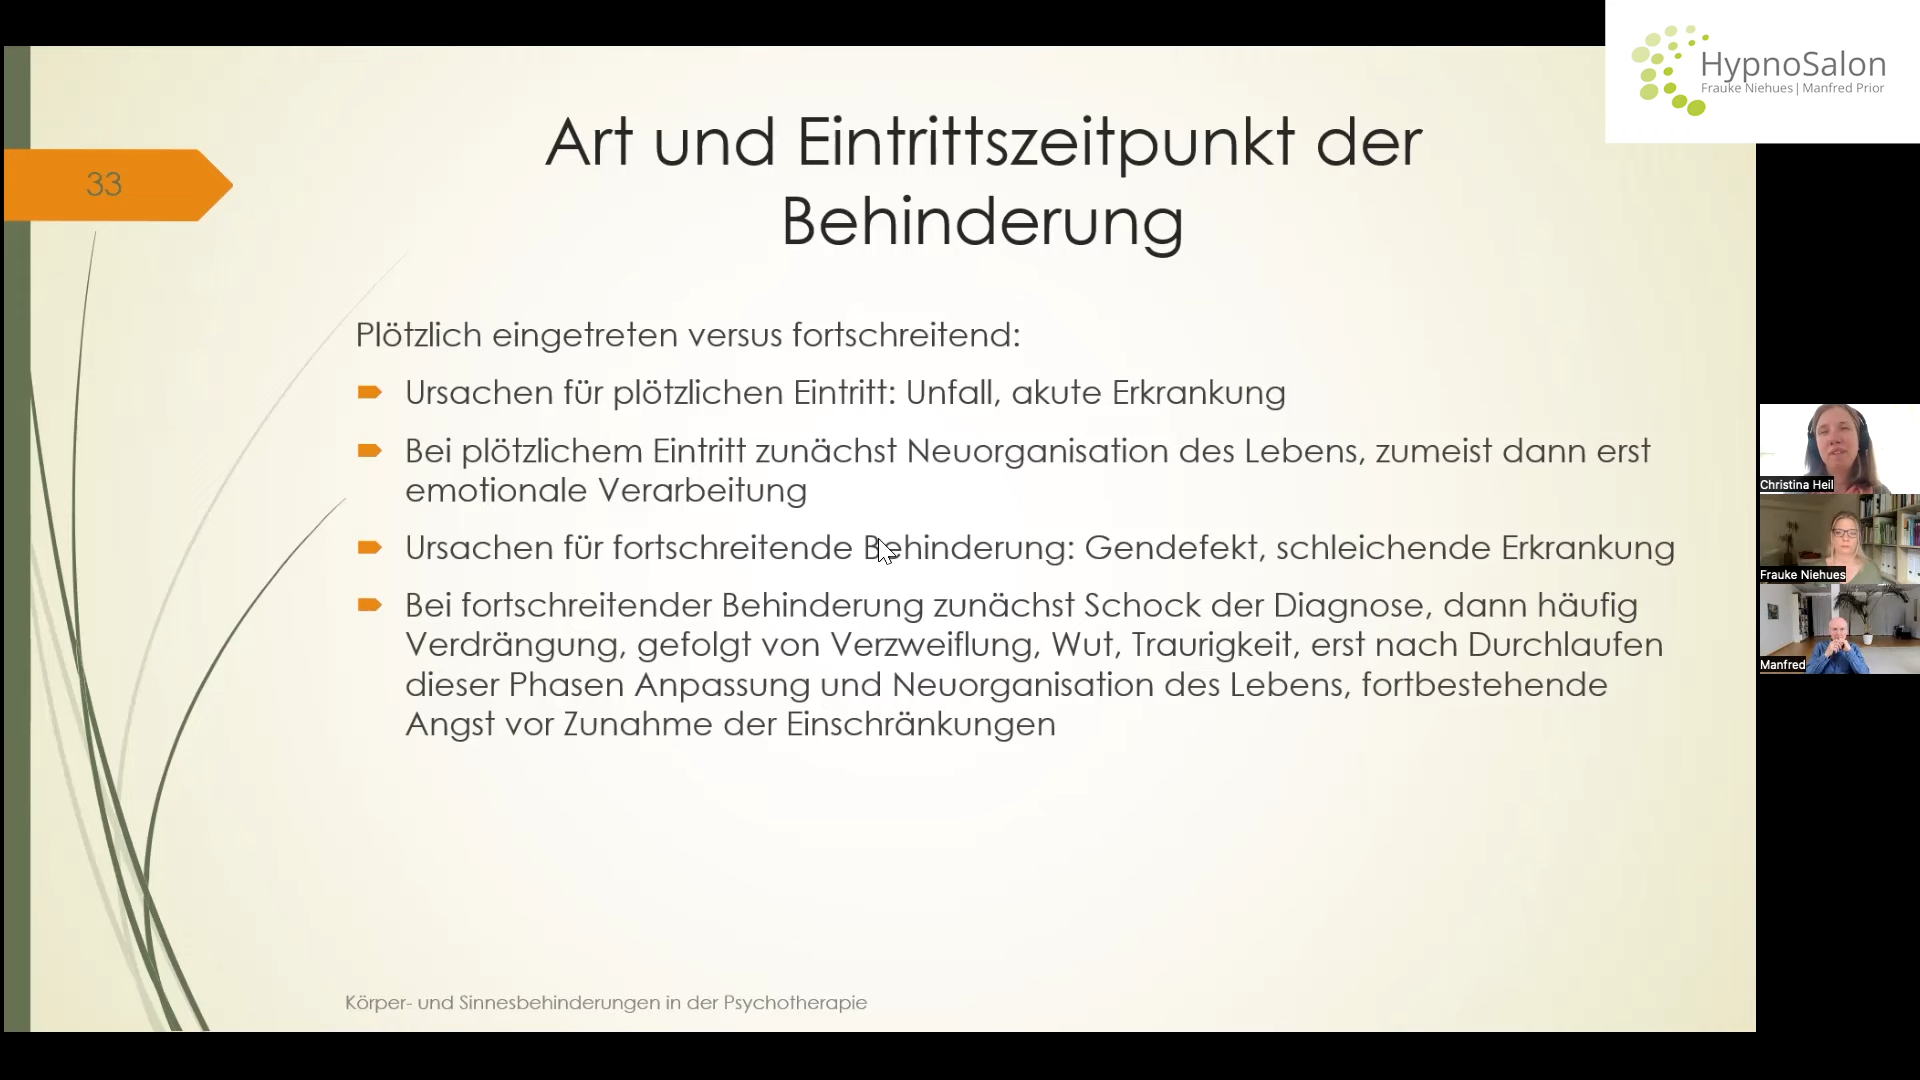 HypnoSalon
Frauke Niehues | Manfred Prior
33
Art und Eintrittszeitpunkt der
Behinderung
Plötzlich eingetreten versus fortschreitend:
Ursachen für plötzlichen Eintritt: Unfall, akute Erkrankung
Bei plötzlichem Eintritt zunächst Neuorganisation des Lebens, zumeist dann erst
emotionale Verarbeitung
Ursachen für fortschreitende Behinderung: Gendefekt, schleichende Erkrankung
Bei fortschreitender Behinderung zunächst Schock der Diagnose, dann häufig
Verdrängung, gefolgt von Verzweiflung, Wut, Traurigkeit, erst nach Durchlaufen
dieser Phasen Anpassung und Neuorganisation des Lebens, fortbestehende
Angst vor Zunahme der Einschränkungen
Körper- und Sinnesbehinderungen in der Psychotherapie
Christina Heil
Frauke Niehues
Manfred